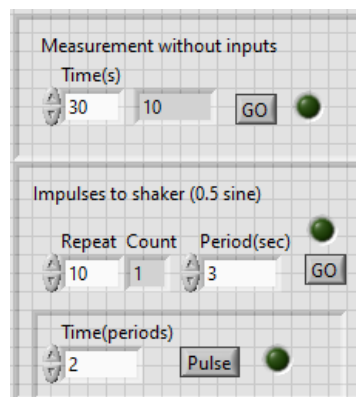 Measurement without inputs
Time(s)
30 10 GO
Impulses to shaker (0.5 sine)
Repeat Count Period(sec)
10 1 3 GO
Time(periods)
2 Pulse